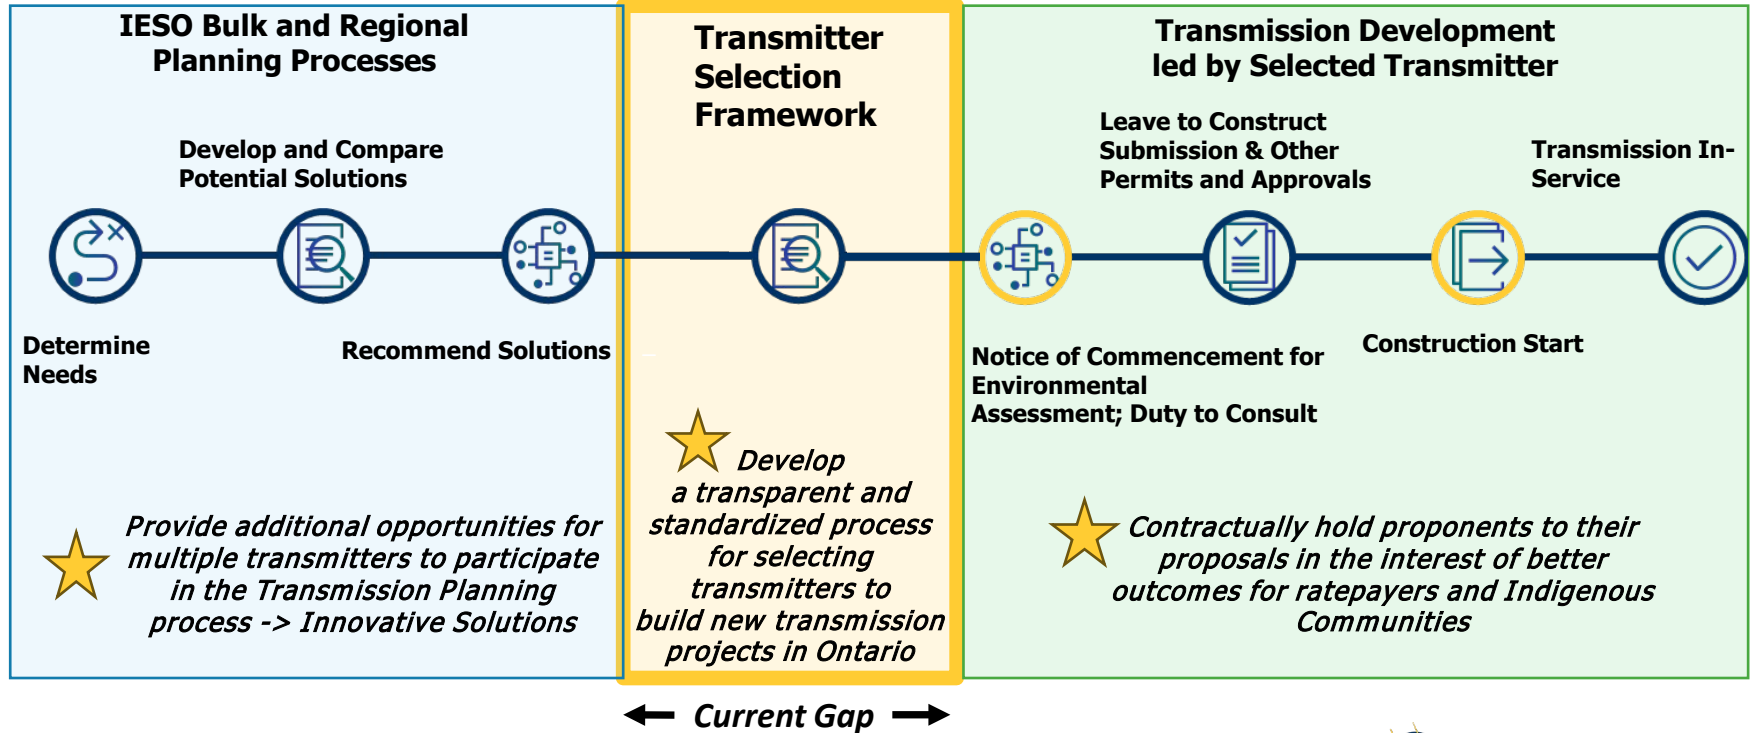 IESO Bulk and Regional
Planning Processes
Develop and Compare
Potential Solutions
Determine
Needs
Recommend Solutions
Provide additional opportunities for
multiple transmitters to participate
in the Transmission Planning
process -> Innovative Solutions
Transmitter
Selection
Framework
Develop
a transparent and
standardized process
for selecting
transmitters to
build new transmission
projects in Ontario
Current Gap
Transmission Development
led by Selected Transmitter
Leave to Construct
Submission & Other
Permits and Approvals
Transmission In-
Service
Notice of Commencement for
Environmental
Assessment; Duty to Consult
Construction Start
Contractually hold proponents to their
proposals in the interest of better
outcomes for ratepayers and Indigenous
Communities